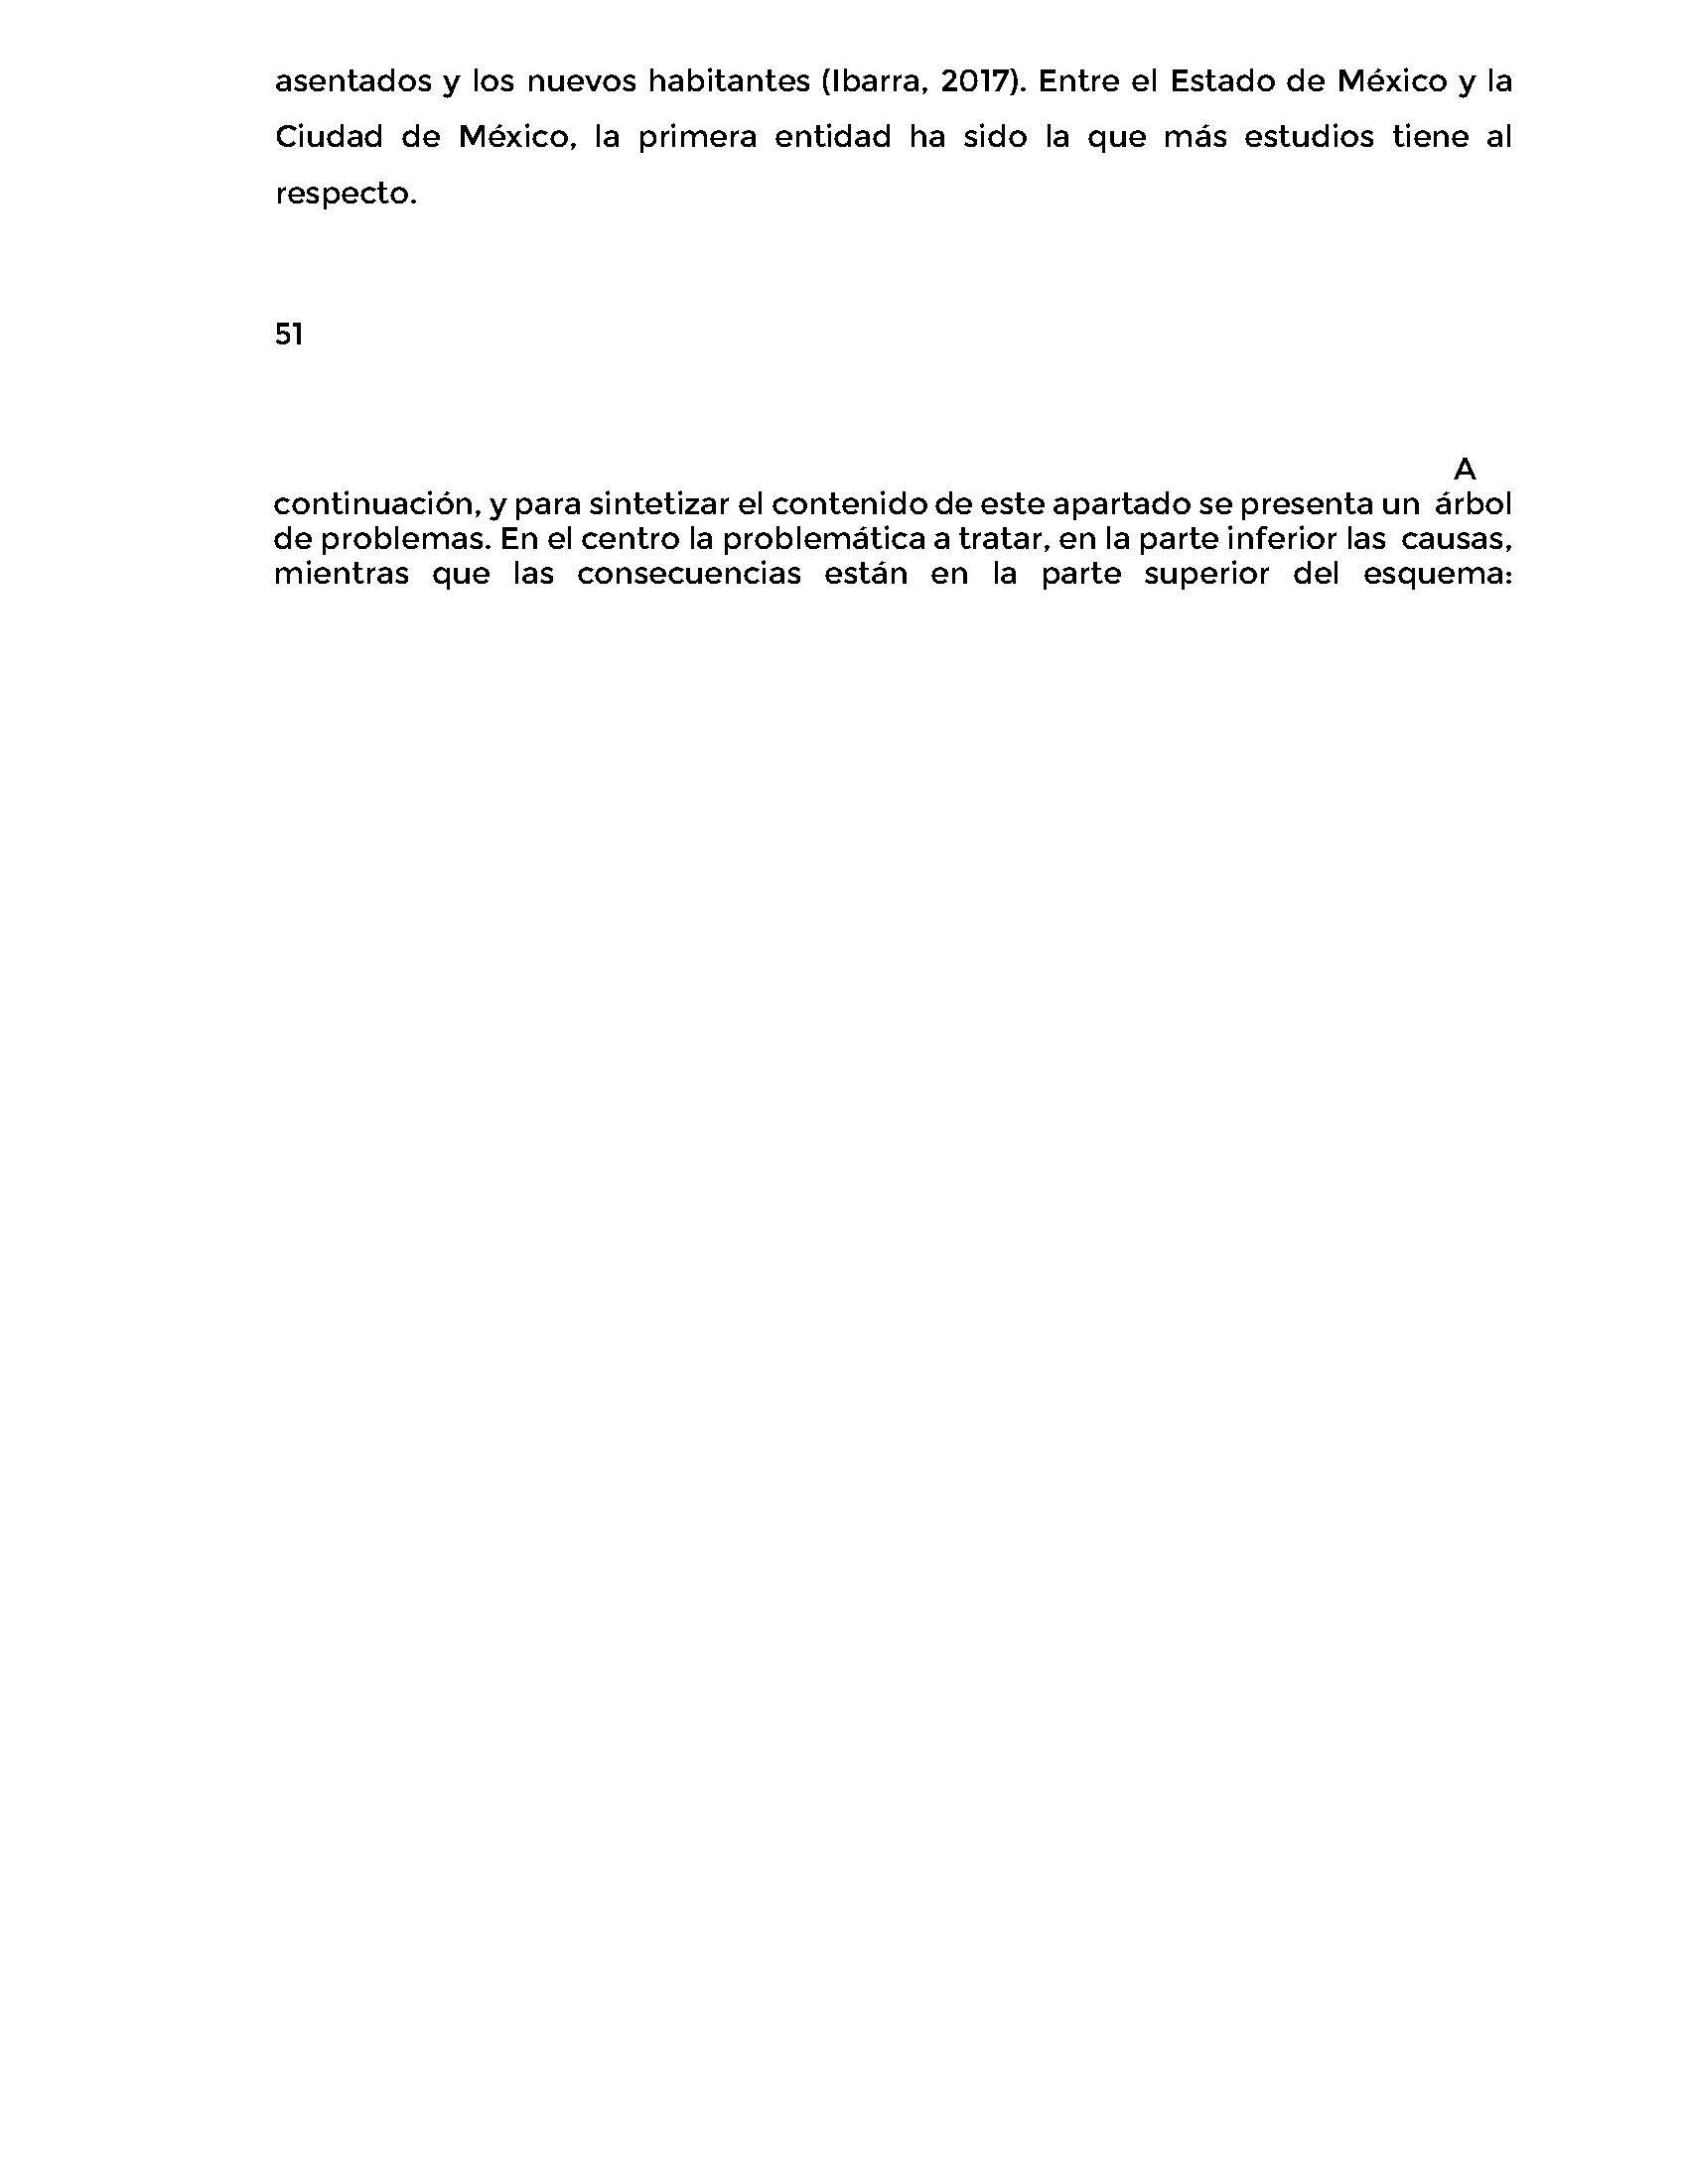 asentados y los nuevos habitantes (Ibarra, 2017). Entre el Estado de México y la
Ciudad de México, la primera entidad ha sido la que más estudios tiene al
respecto.
51
A
continuación, y para sintetizar el contenido de este apartado se presenta un árbol
de problemas. En el centro la problemática a tratar, en la parte inferior las causas,
mientras que las consecuencias están en la parte superior del esquema: